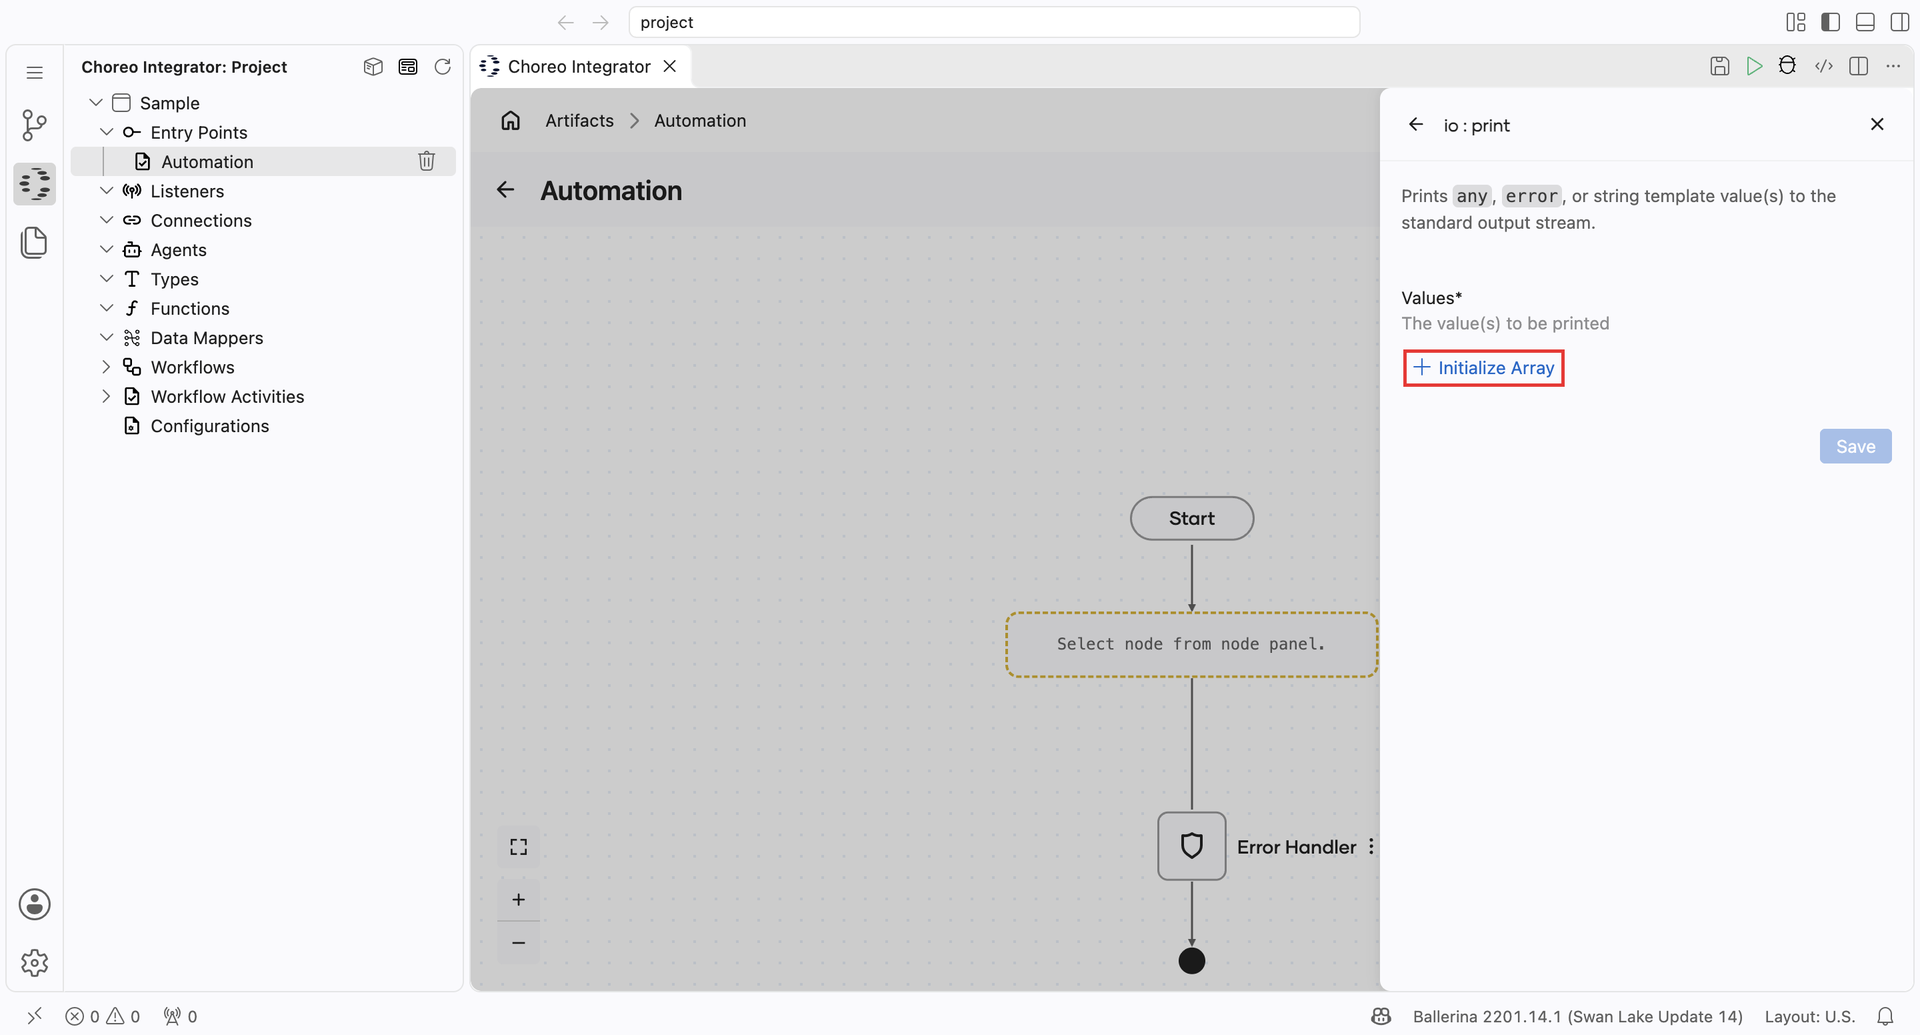 project
Choreo Integrator: Project
Sample
Entry Points
Automation
Listeners
Connections
Agents
Types
Functions
Data Mappers
Workflows
Workflow Activities
Configurations
Choreo Integrator
Artifacts
Automation
Automation
Start
Select node from node panel.
Error Handler
io : print
Prints any, error, or string template value(s) to the
standard output stream.
Values*
The value(s) to be printed
Initialize Array
Save
0 0 0
Ballerina 2201.14.1 (Swan Lake Update 14) Layout: U.S.